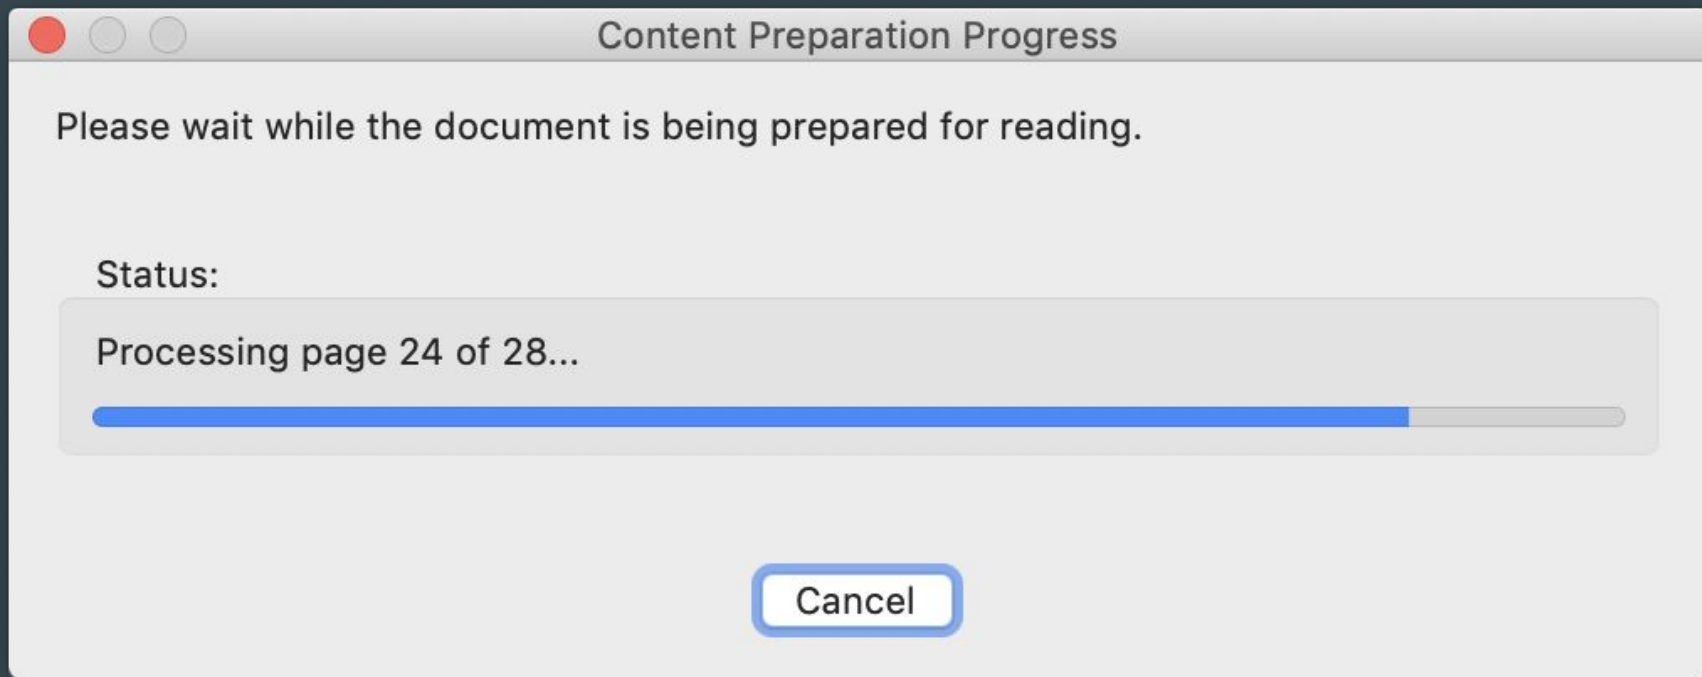 Content Preparation Progress
Please wait while the document is being prepared for reading.
Status:
Processing page 24 of 28...
Cancel